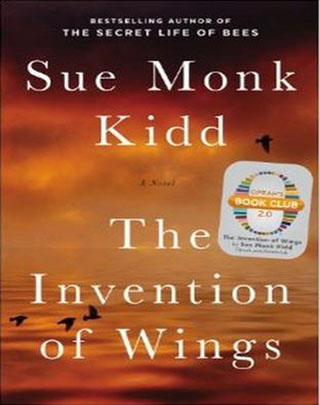 BESTSELLING AUTHOR OF
THE SECRET LIFE OF BEES
Sue Monk
Kidd
A Novel
OPRAH'S
BOOK CLUB
2.0
The Invention of Wings
by Sue Monk Kidd
The
Invention
of Wings